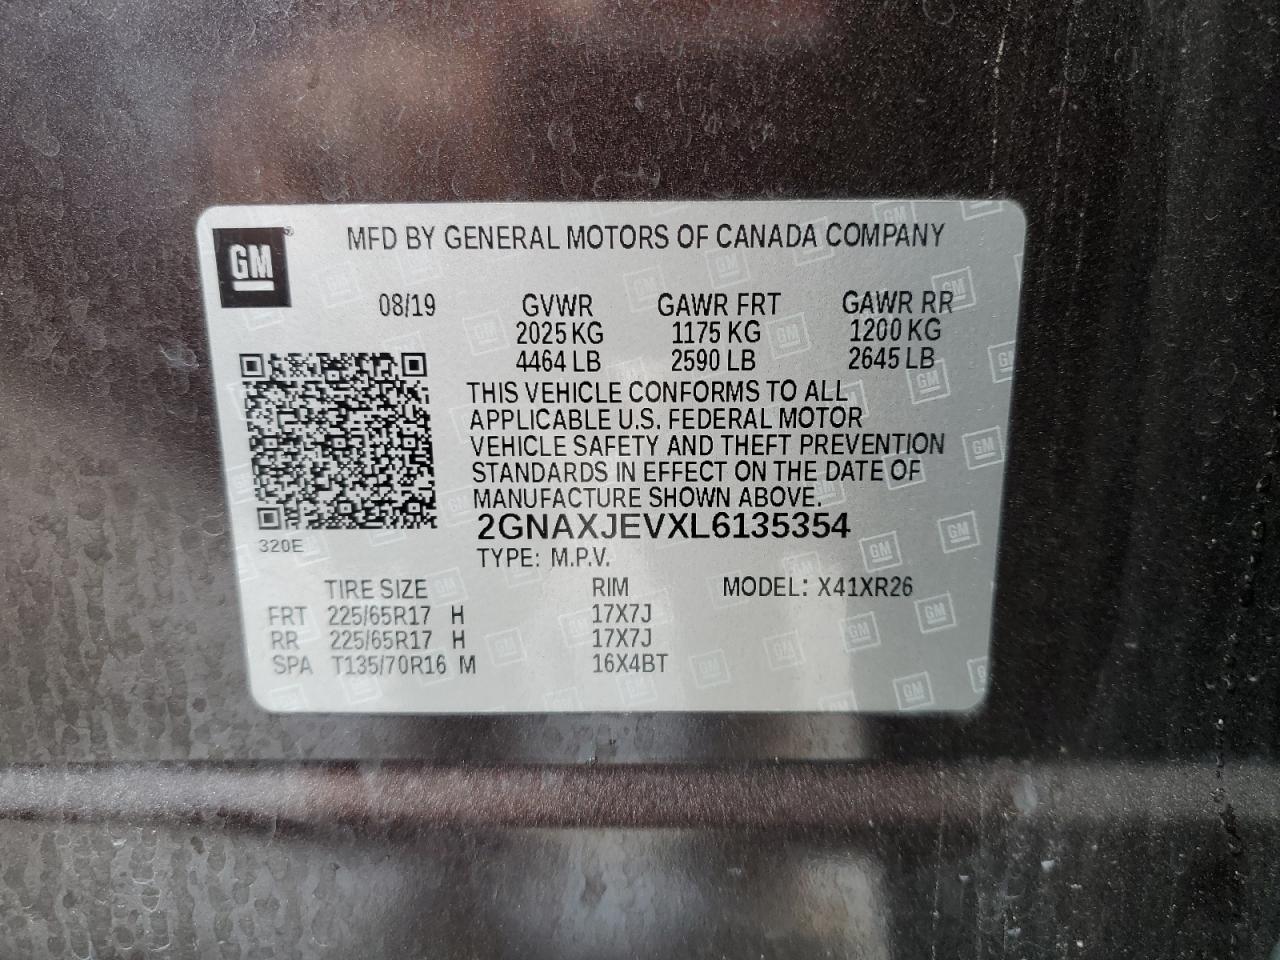 GM ®
MFD BY GENERAL MOTORS OF CANADA COMPANY
08/19 GVWR GAWR FRT GAWR RR
2025 KG 1175 KG 1200 KG
4464 LB 2590 LB 2645 LB
THIS VEHICLE CONFORMS TO ALL
APPLICABLE U.S. FEDERAL MOTOR
VEHICLE SAFETY AND THEFT PREVENTION
STANDARDS IN EFFECT ON THE DATE OF
MANUFACTURE SHOWN ABOVE.
2GNAXJEVXL6135354
320E
TYPE: M.P.V.
TIRE SIZE RIM MODEL: X41XR26
FRT 225/65R17 H 17X7J
RR 225/65R17 H 17X7J
SPA T135/70R16 M 16X4BT